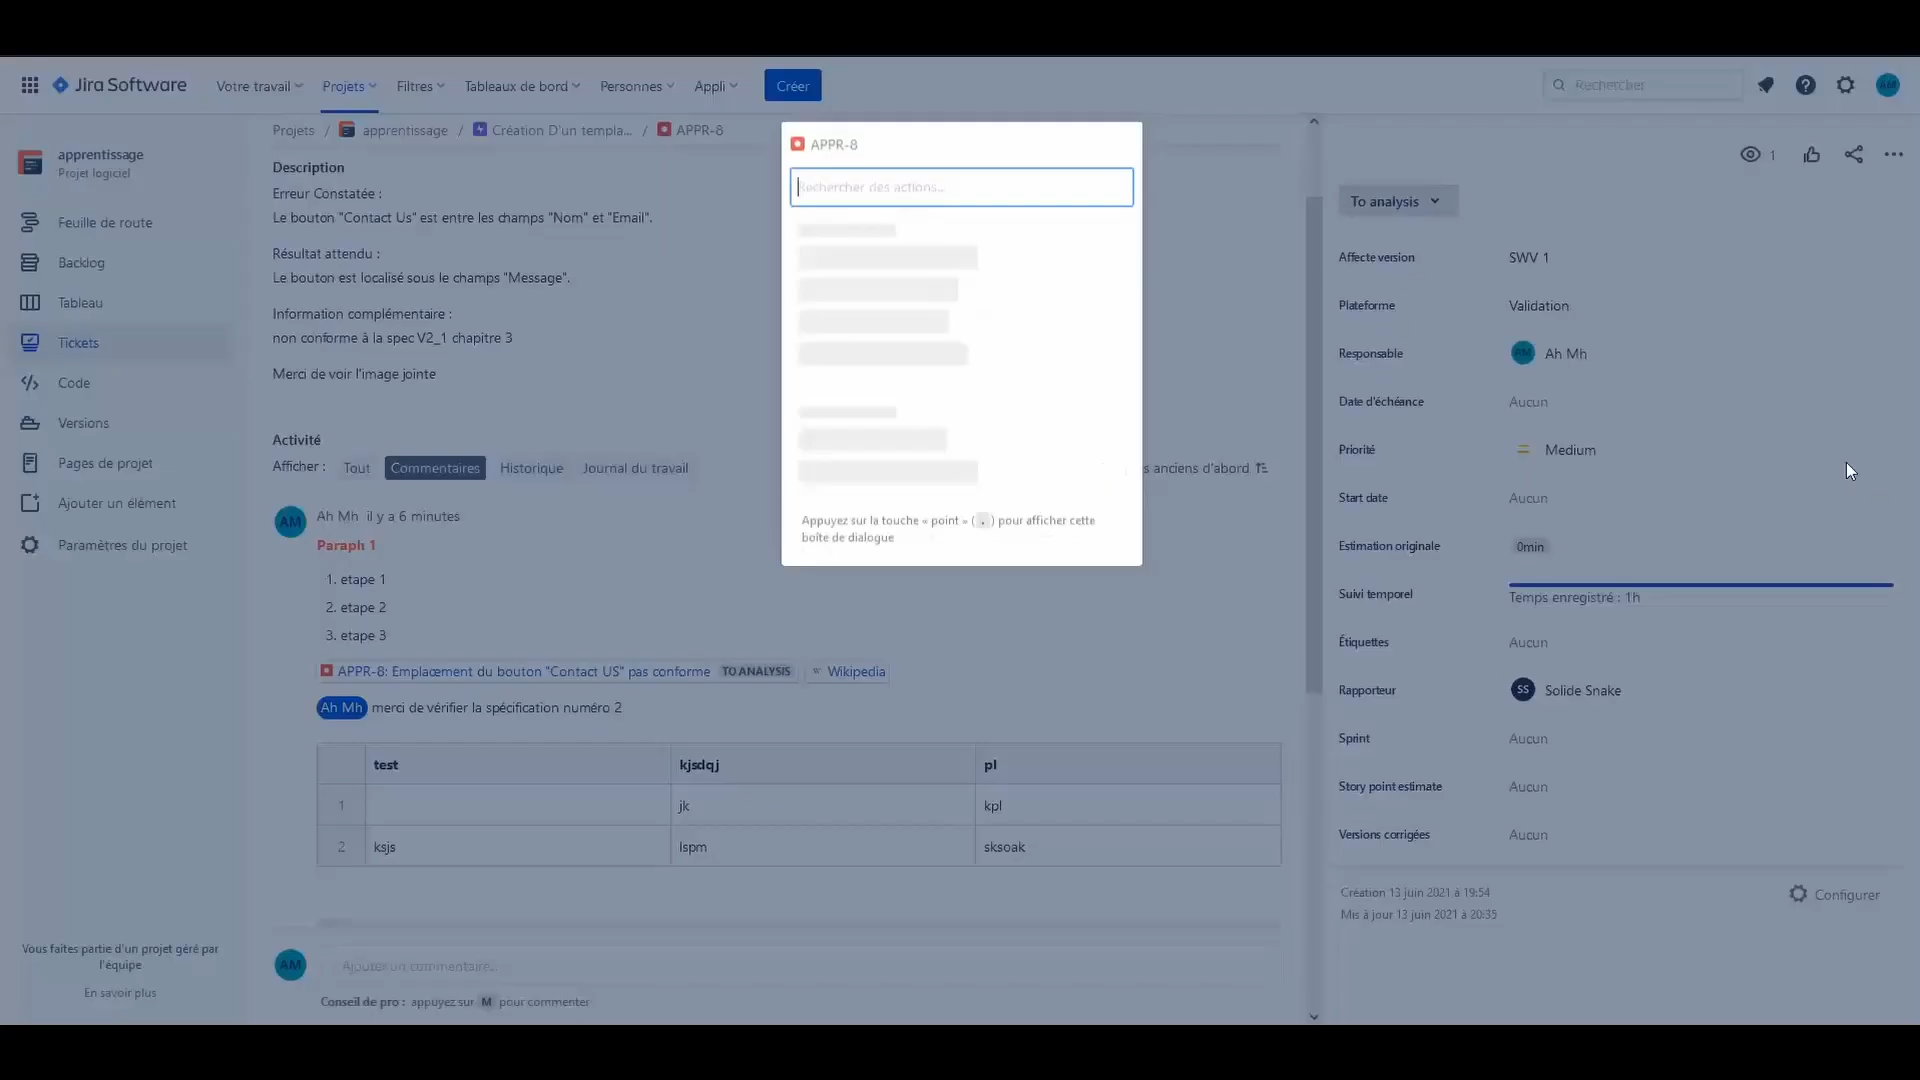 Jira Software
Votre travail
Projets
Filtres
Tableaux de bord
Personnes
Appli
Créer
Rechercher
AM
apprentissage
Projet logiciel
Feuille de route
Backlog
Tableau
Tickets
Code
Versions
Pages de projet
Ajouter un élément
Paramètres du projet
Vous faites partie d'un projet géré par
l'équipe
En savoir plus
Projets / apprentissage / Création D'un templa... / APPR-8
Description
Erreur Constatée :
Le bouton "Contact Us" est entre les champs "Nom" et "Email".
Résultat attendu :
Le bouton est localisé sous le champs "Message".
Information complémentaire :
non conforme à la spec V2_1 chapitre 3
Merci de voir l'image jointe
Activité
Afficher : Tout Commentaires Historique Journal du travail
s anciens d'abord
AM Ah Mh il y a 6 minutes
Paraph 1
1. etape 1
2. etape 2
3. etape 3
APPR-8: Emplacement du bouton "Contact US" pas conforme TO ANALYSIS Wikipedia
Ah Mh merci de vérifier la spécification numéro 2
test kjsdqj pl
1 jk kpl
2 ksjs lspm sksoak
AM Ajouter un commentaire...
Conseil de pro : appuyez sur M pour commenter
APPR-8
Rechercher des actions...
Appuyez sur la touche « point » ( . ) pour afficher cette
boîte de dialogue
1
To analysis
Affecte version SWV 1
Plateforme Validation
Responsable AM Ah Mh
Date d'échéance Aucun
Priorité Medium
Start date Aucun
Estimation originale 0min
Suivi temporel Temps enregistré : 1h
Étiquettes Aucun
Rapporteur SS Solide Snake
Sprint Aucun
Story point estimate Aucun
Versions corrigées Aucun
Création 13 juin 2021 à 19:54
Mis à jour 13 juin 2021 à 20:35
Configurer